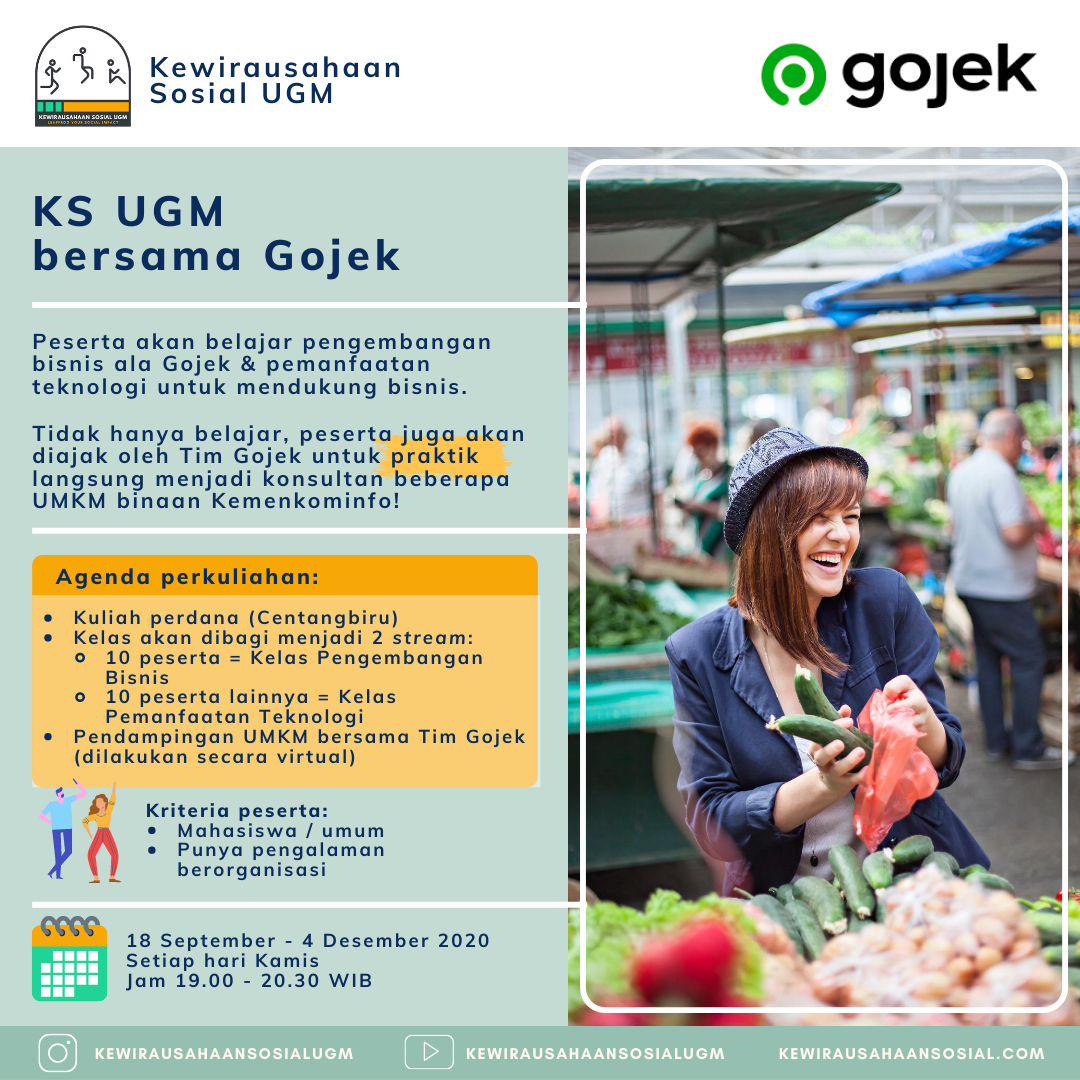 KEWIRAUSAHAAN SOSIAL UGM
Kewirausahaan
Sosial UGM
gojek
KS UGM
bersama Gojek
Peserta akan belajar pengembangan
bisnis ala Gojek & pemanfaatan
teknologi untuk mendukung bisnis.
Tidak hanya belajar, peserta juga akan
diajak oleh Tim Gojek untuk praktik
langsung menjadi konsultan beberapa
UMKM binaan Kemenkominfo!
Agenda perkuliahan:
• Kuliah perdana (Centangbiru)
• Kelas akan dibagi menjadi 2 stream:
10 peserta = Kelas Pengembangan
Bisnis
10 peserta lainnya = Kelas
Pemanfaatan Teknologi
• Pendampingan UMKM bersama Tim Gojek
(dilakukan secara virtual)
Kriteria peserta:
• Mahasiswa / umum
• Punya pengalaman
berorganisasi
18 September - 4 Desember 2020
Setiap hari Kamis
Jam 19.00 - 20.30 WIB
KEWIRAUSAHAANSOSIALUGM
KEWIRAUSAHAANSOSIALUGM
KEWIRAUSAHAANSOSIAL.COM